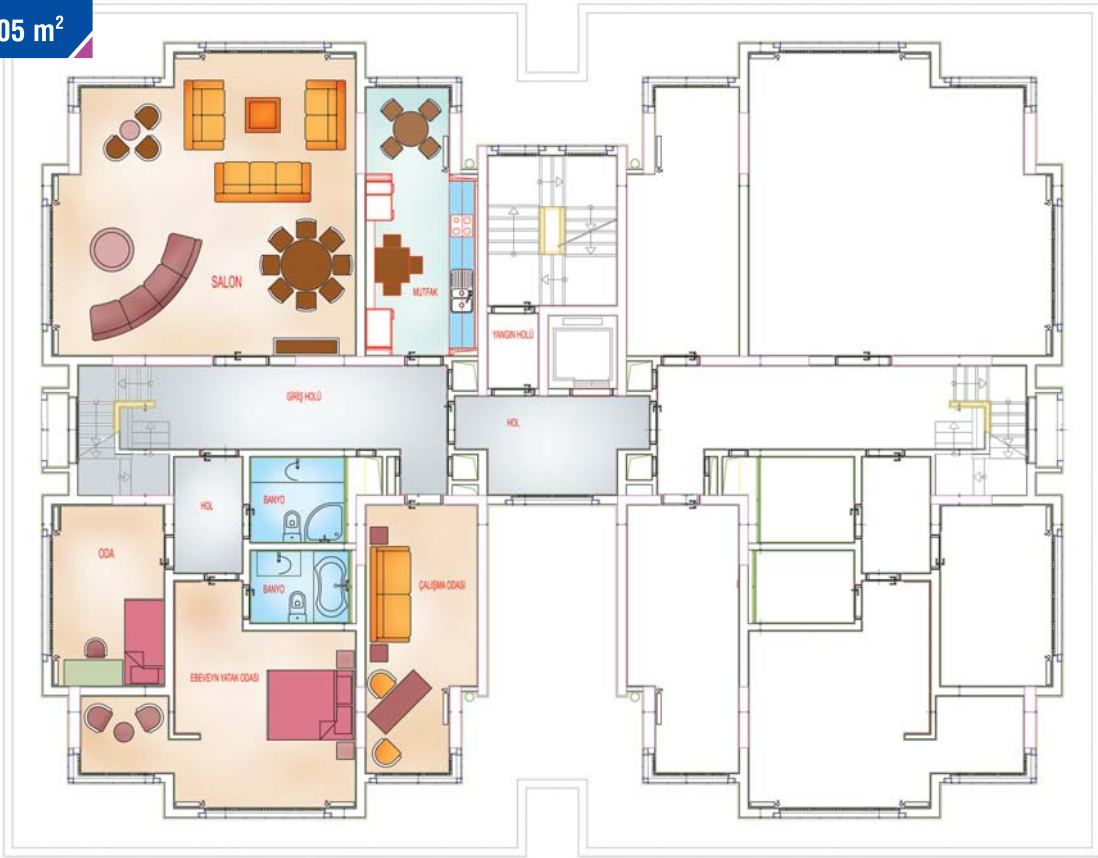 05 m²
SALON
MUTFAK
YANGIN HOLÜ
GİRİŞ HOLÜ
HOL
BANYO
HOL
ODA
BANYO
ÇALIŞMA ODASI
EBEVEYN YATAK ODASI